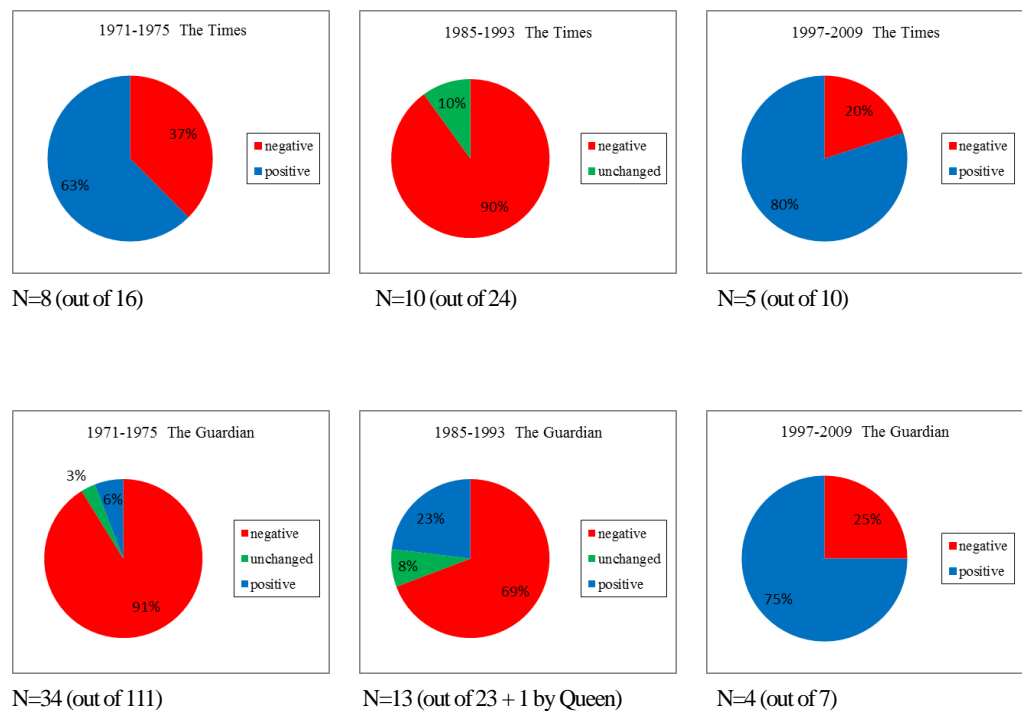 1971-1975 The Times
37%
63%
negative
positive
N=8 (out of 16)
1985-1993 The Times
10%
90%
negative
unchanged
N=10 (out of 24)
1997-2009 The Times
20%
80%
negative
positive
N=5 (out of 10)
1971-1975 The Guardian
3%
6%
91%
negative
unchanged
positive
N=34 (out of 111)
1985-1993 The Guardian
23%
8%
69%
negative
unchanged
positive
N=13 (out of 23 + 1 by Queen)
1997-2009 The Guardian
25%
75%
negative
positive
N=4 (out of 7)